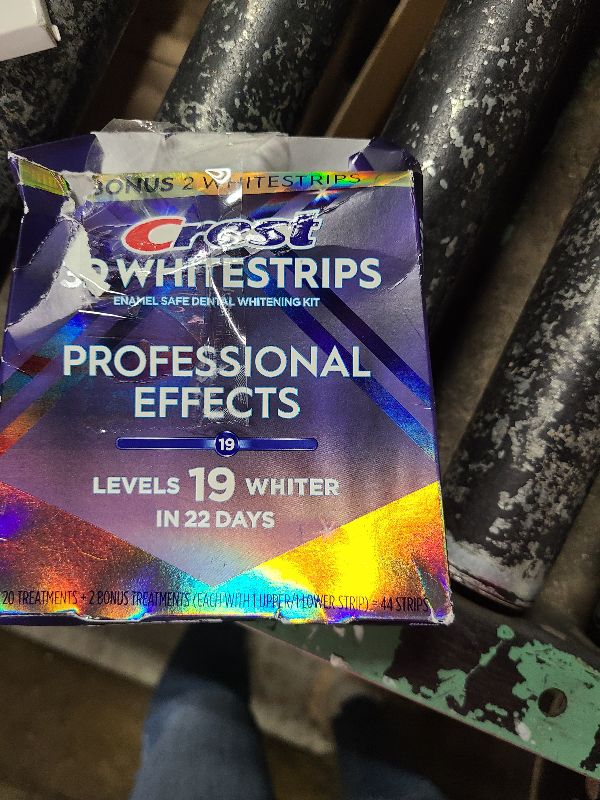 BONUS 2 WHITESTRIPS
Crest
WHITESTRIPS
ENAMEL SAFE DENTAL WHITENING KIT
PROFESSIONAL
EFFECTS
19
LEVELS 19 WHITER
IN 22 DAYS
20 TREATMENTS + 2 BONUS TREATMENTS (EACH WITH 1 UPPER/1 LOWER STRIP) = 44 STRIPS